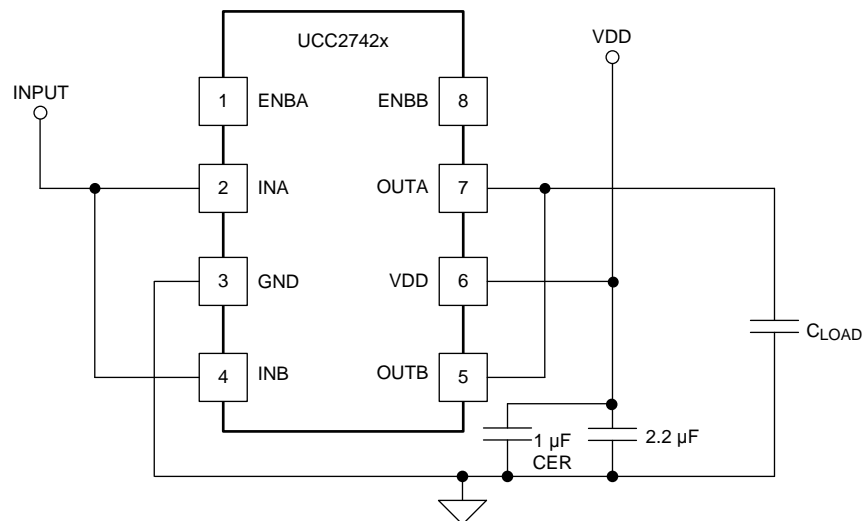 UCC2742x
VDD
INPUT
1 ENBA ENBB 8
2 INA OUTA 7
3 GND VDD 6
CLOAD
4 INB OUTB 5
1 µF 2.2 µF
CER